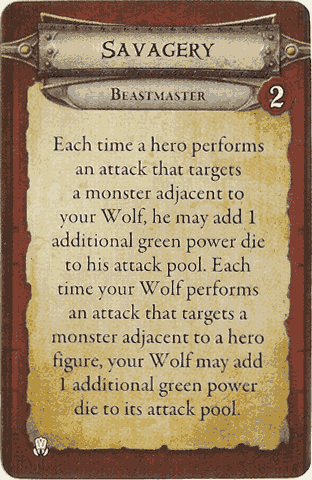 Savagery
Beastmaster
2
Each time a hero performs
an attack that targets
a monster adjacent to
your Wolf, he may add 1
additional green power die
to his attack pool. Each
time your Wolf performs
an attack that targets a
monster adjacent to a hero
figure, your Wolf may add
1 additional green power
die to its attack pool.